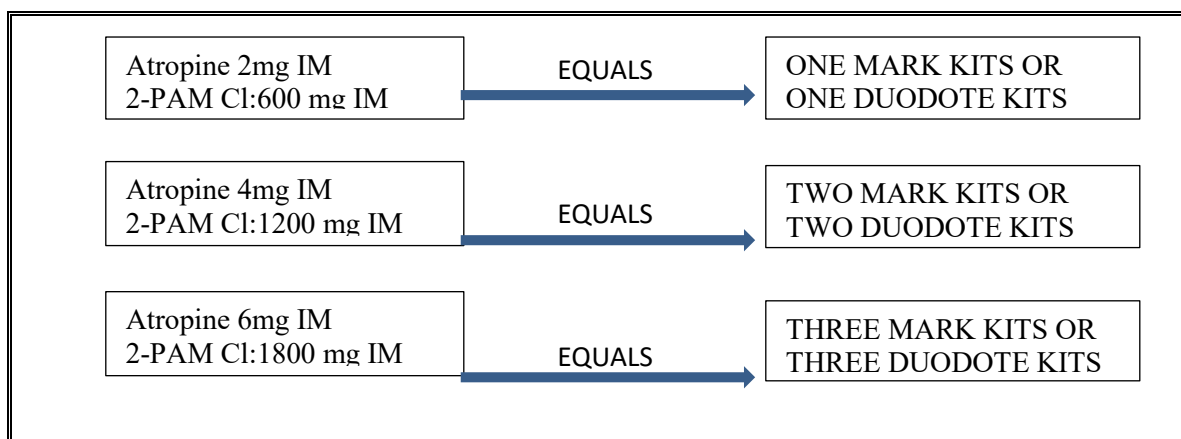 Atropine 2mg IM
2-PAM Cl:600 mg IM
EQUALS
ONE MARK KITS OR
ONE DUODOTE KITS
Atropine 4mg IM
2-PAM Cl:1200 mg IM
EQUALS
TWO MARK KITS OR
TWO DUODOTE KITS
Atropine 6mg IM
2-PAM Cl:1800 mg IM
EQUALS
THREE MARK KITS OR
THREE DUODOTE KITS